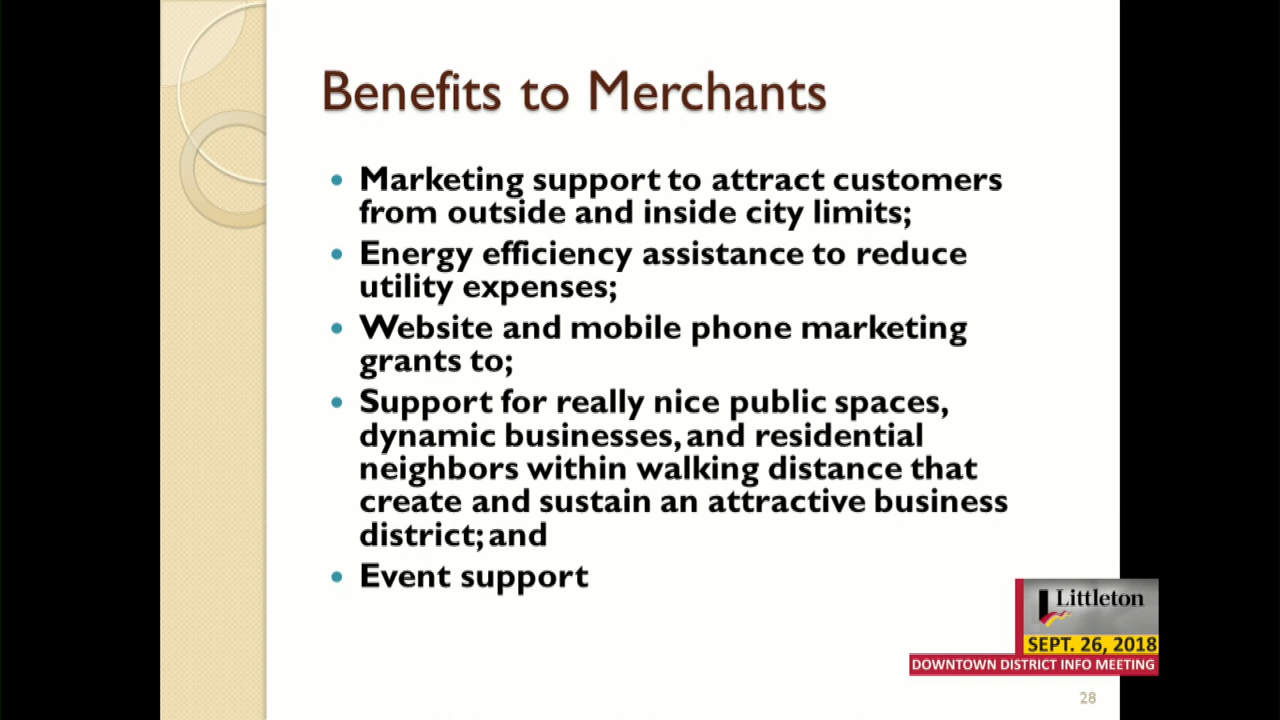 Benefits to Merchants
• Marketing support to attract customers
from outside and inside city limits;
• Energy efficiency assistance to reduce
utility expenses;
• Website and mobile phone marketing
grants to;
• Support for really nice public spaces,
dynamic businesses, and residential
neighbors within walking distance that
create and sustain an attractive business
district; and
• Event support
Littleton
SEPT. 26, 2018
DOWNTOWN DISTRICT INFO MEETING
28